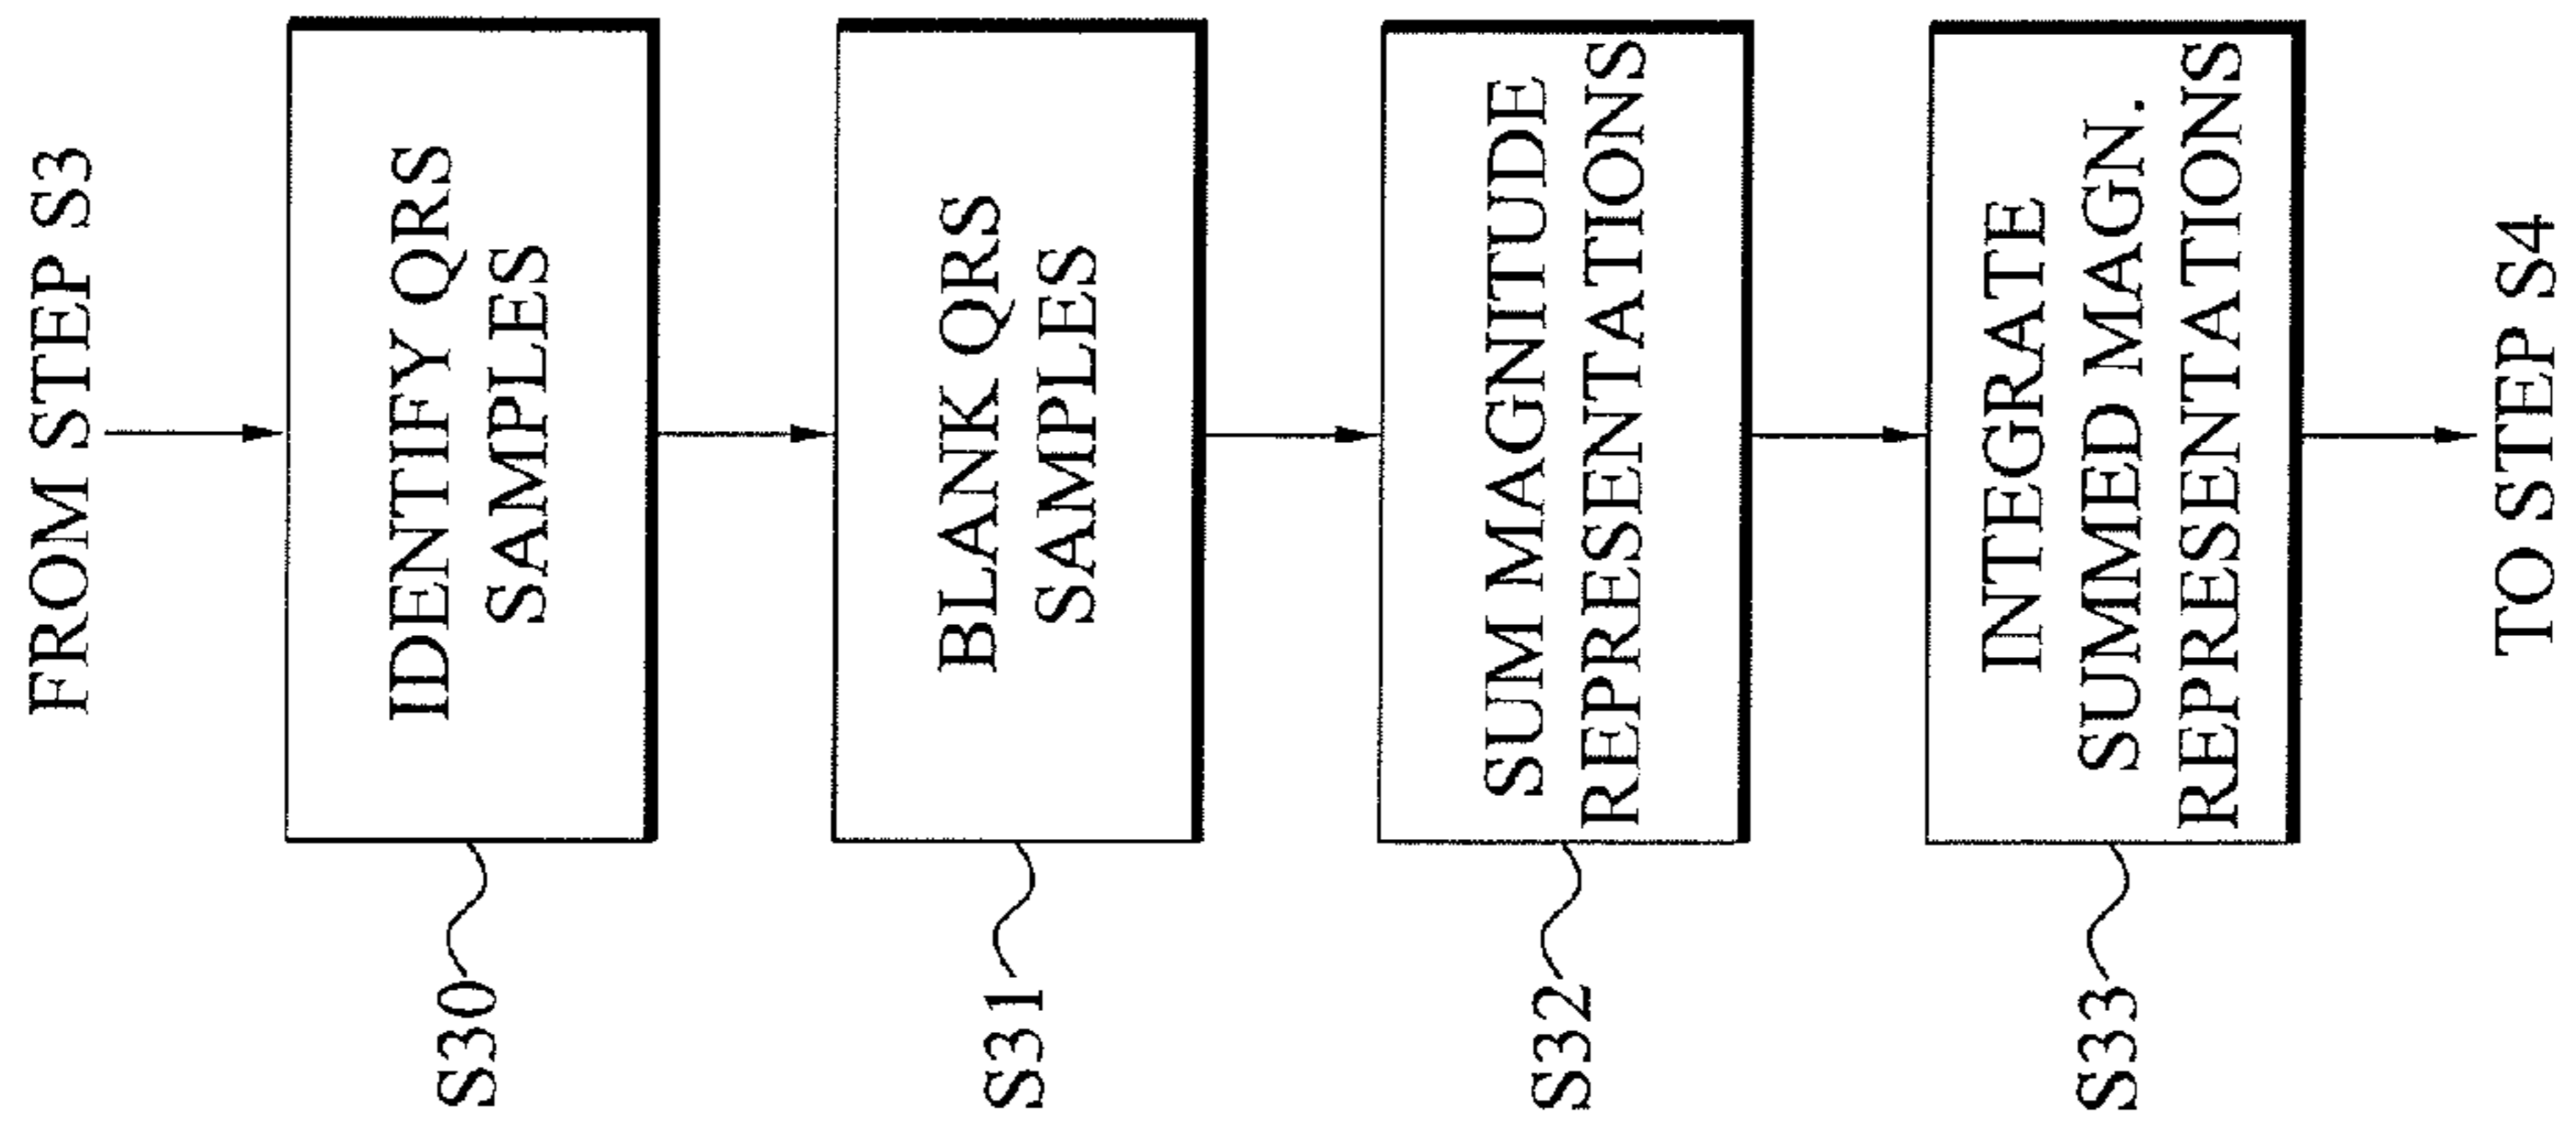 FROM STEP S3
IDENTIFY QRS
SAMPLES
S30
BLANK QRS
SAMPLES
S31
SUM MAGNITUDE
REPRESENTATIONS
S32
INTEGRATE
SUMMED MAGN.
REPRESENTATIONS
S33
TO STEP S4